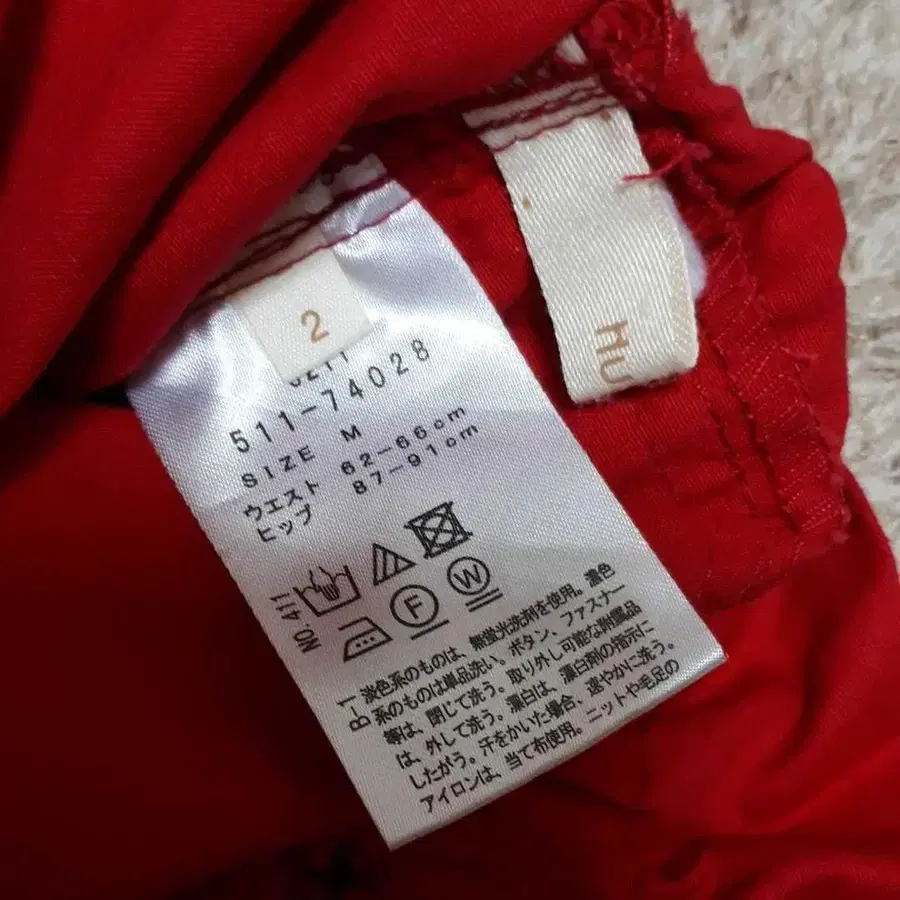 2
511-74028
SIZE M
ウエスト 62-66cm
ヒップ 87-91cm
NO.411
F
W
B-1 淡色系のものは、無蛍光洗剤を使用。濃色
系のものは単品洗い。ボタン、ファスナー
等は、閉じて洗う。取り外し可能な附属品
は、外して洗う。漂白は、漂白剤の指示に
したがう。汗をかいた場合、速やかに洗う。
アイロンは、当て布使用。ニットや毛足の